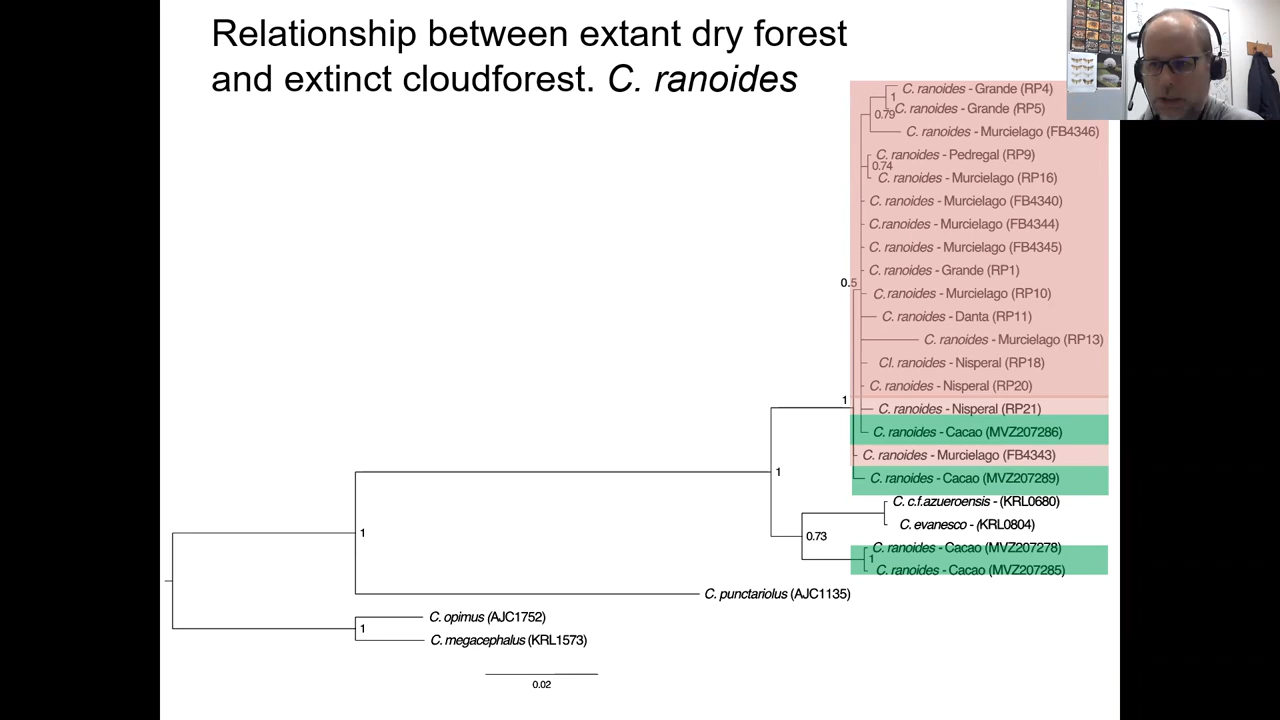 Relationship between extant dry forest
and extinct cloudforest. C. ranoides
C. ranoides - Grande (RP4)
1
C. ranoides - Grande (RP5)
0.79
C. ranoides - Murcielago (FB4346)
C. ranoides - Pedregal (RP9)
0.74
C. ranoides - Murcielago (RP16)
C. ranoides - Murcielago (FB4340)
C.ranoides - Murcielago (FB4344)
C. ranoides - Murcielago (FB4345)
C. ranoides - Grande (RP1)
0.5
C. ranoides - Murcielago (RP10)
C. ranoides - Danta (RP11)
C. ranoides - Murcielago (RP13)
CI. ranoides - Nisperal (RP18)
C. ranoides - Nisperal (RP20)
1
C. ranoides - Nisperal (RP21)
C. ranoides - Cacao (MVZ207286)
C. ranoides - Murcielago (FB4343)
1
C. ranoides - Cacao (MVZ207289)
C. c.f.azueroensis - (KRL0680)
C. evanesco - (KRL0804)
1
0.73
C. ranoides - Cacao (MVZ207278)
1
C. ranoides - Cacao (MVZ207285)
C. punctariolus (AJC1135)
C. opimus (AJC1752)
1
C. megacephalus (KRL1573)
0.02